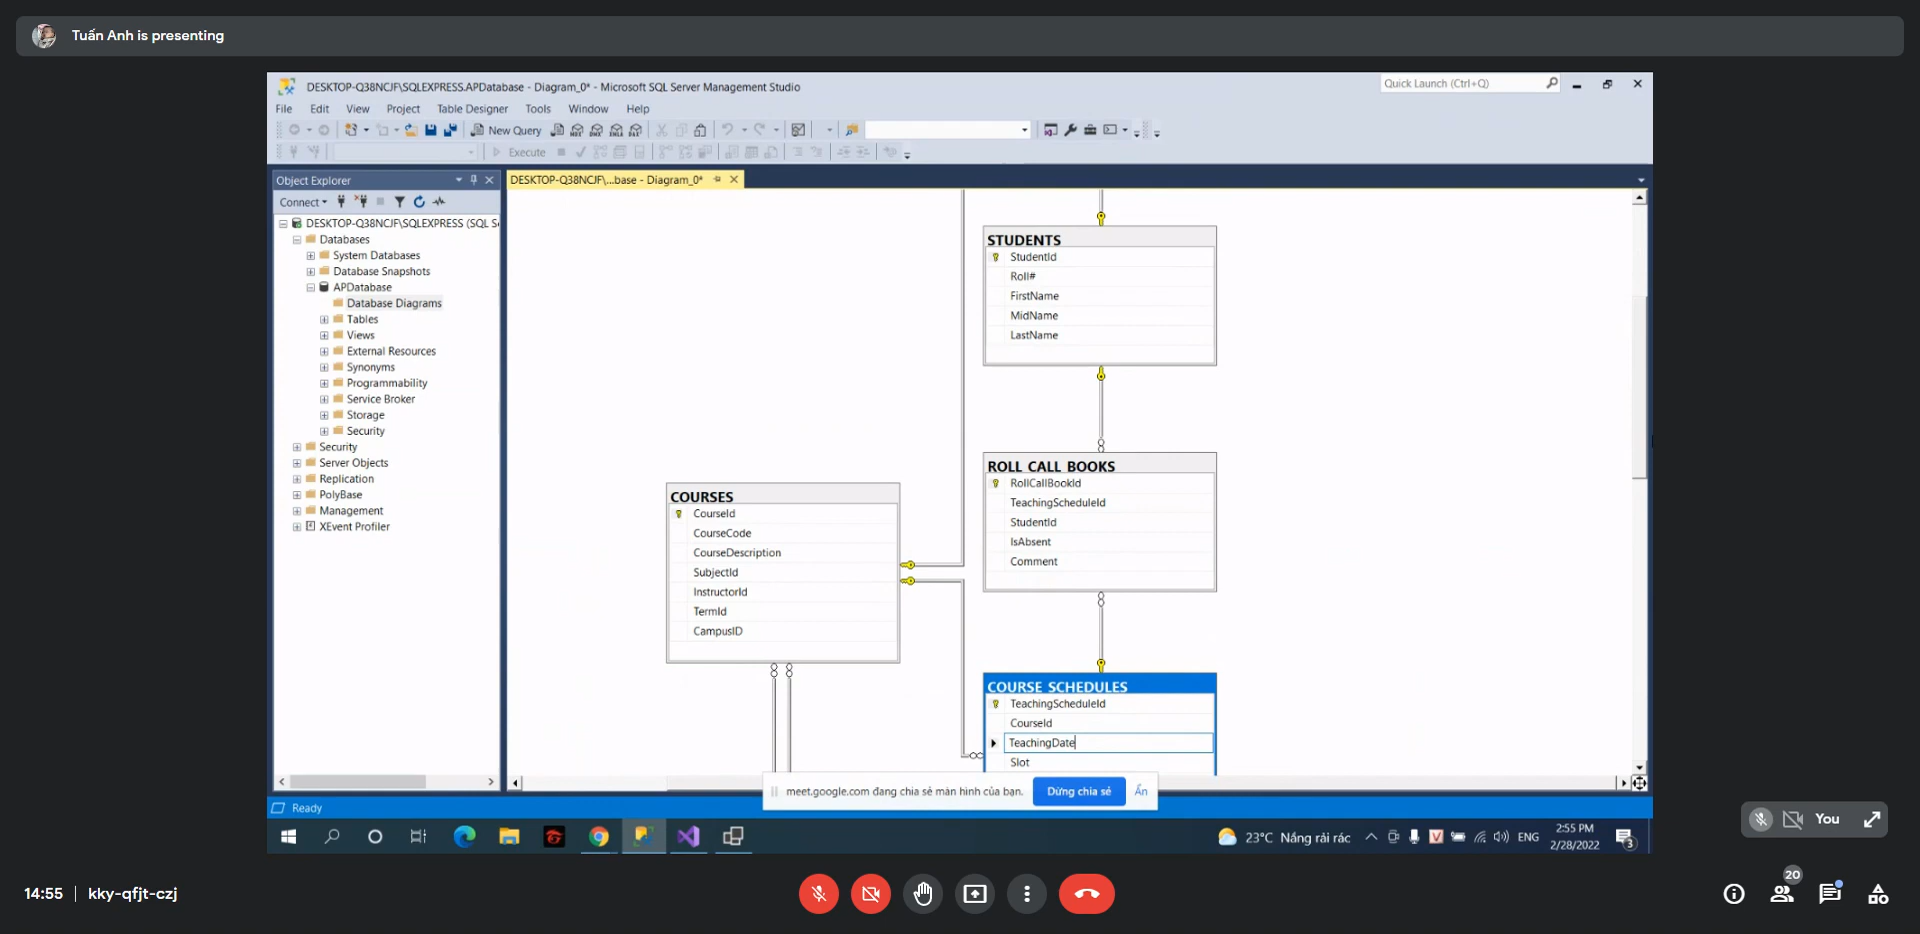 Tuấn Anh is presenting
DESKTOP-Q38NCJF\SQLEXPRESS.APDatabase - Diagram_0* - Microsoft SQL Server Management Studio
Quick Launch (Ctrl+Q)
File Edit View Project Table Designer Tools Window Help
New Query
Execute
Object Explorer
DESKTOP-Q38NCJF\...base - Diagram_0*
Connect
DESKTOP-Q38NCJF\SQLEXPRESS (SQL S
Databases
System Databases
Database Snapshots
APDatabase
Database Diagrams
Tables
Views
External Resources
Synonyms
Programmability
Service Broker
Storage
Security
Security
Server Objects
Replication
PolyBase
Management
XEvent Profiler
STUDENTS
StudentId
Roll#
FirstName
MidName
LastName
ROLL_CALL_BOOKS
RollCallBookId
TeachingScheduleId
StudentId
IsAbsent
Comment
COURSES
CourseId
CourseCode
CourseDescription
SubjectId
InstructorId
TermId
CampusID
COURSE_SCHEDULES
TeachingScheduleId
CourseId
TeachingDate
Slot
meet.google.com đang chia sẻ màn hình của bạn.
Dừng chia sẻ
Ẩn
Ready
23°C Nắng rải rác
ENG
2:55 PM
2/28/2022
3
You
14:55 | kky-qfjt-czj
20